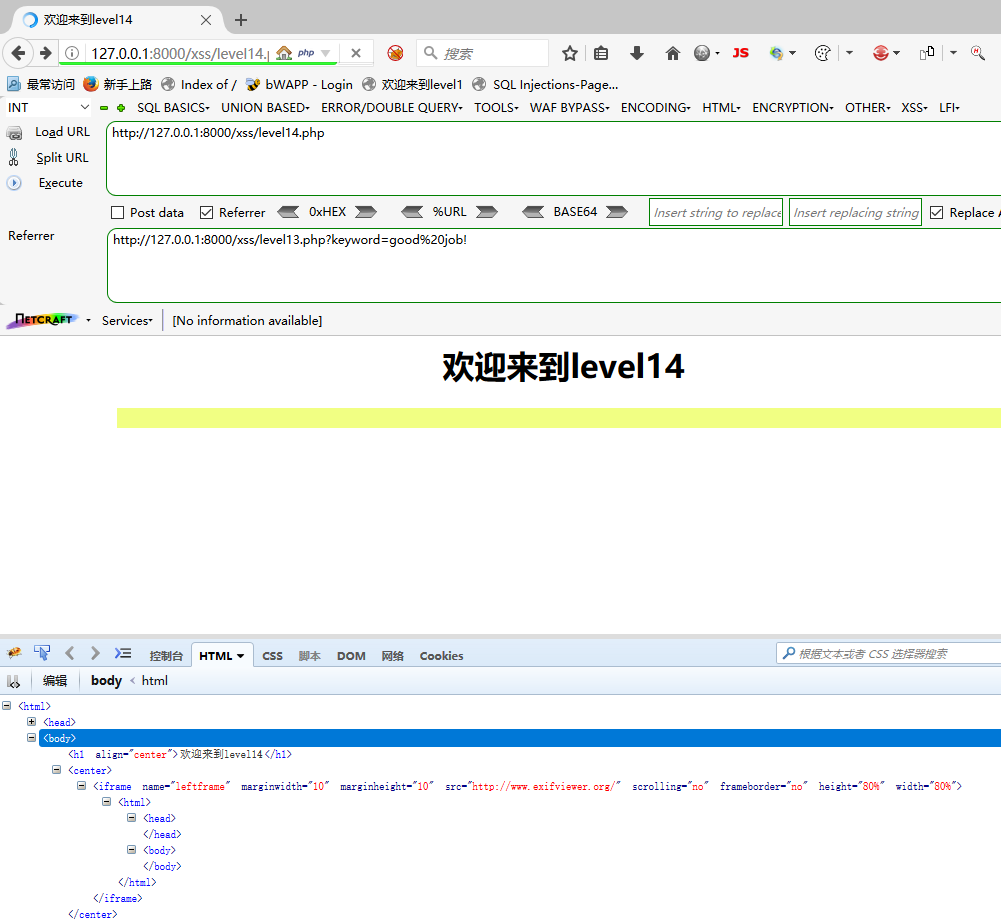 欢迎来到level14
127.0.0.1:8000/xss/level14. php 搜索 JS
最常访问 新手上路 Index of / bWAPP - Login 欢迎来到level1 SQL Injections-Page...
INT SQL BASICS UNION BASED ERROR/DOUBLE QUERY TOOLS WAF BYPASS ENCODING HTML ENCRYPTION OTHER XSS LFI
Load URL http://127.0.0.1:8000/xss/level14.php
Split URL
Execute
Post data Referrer 0xHEX %URL BASE64 Insert string to replace Insert replacing string Replace
Referrer http://127.0.0.1:8000/xss/level13.php?keyword=good%20job!
NETCRAFT Services [No information available]
欢迎来到level14
控制台 HTML CSS 脚本 DOM 网络 Cookies 根据文本或者 CSS 选择器搜索
编辑 body < html
<html>
<head>
<body>
<h1 align="center">欢迎来到level14</h1>
<center>
<iframe name="leftframe" marginwidth="10" marginheight="10" src="http://www.exifviewer.org/" scrolling="no" frameborder="no" height="80%" width="80%">
<html>
<head>
</head>
<body>
</body>
</html>
</iframe>
</center>